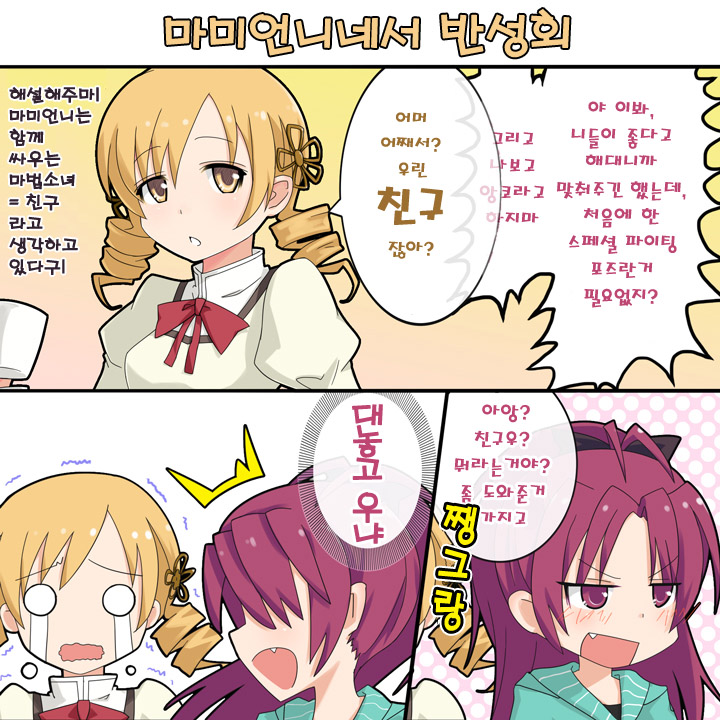 마미언니네서 반성회
야 이봐,
니들이 좋다고
해대니까
맞춰주긴 했는데,
처음에 한
스페셜 파이팅
포즈란거
필요없지?
그리고
나보고
앙코라고
하지마
어머
어째서?
우린
친구
잖아?
해설해주마!
마미언니는
함께
싸우는
마법소녀
= 친구
라고
생각하고
있다구!
아앙?
친구우?
뭐라는거야?
좀 도와준거
가지고
쨍그랑
대놓고 우냐